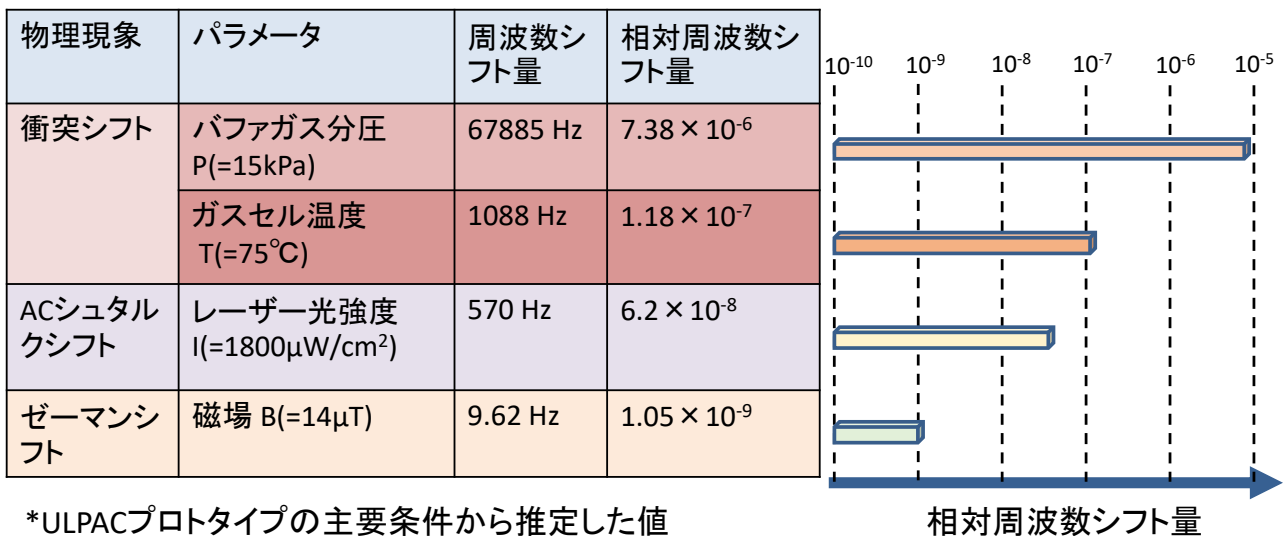 物理現象 パラメータ 周波数シフト量 相対周波数シフト量
衝突シフト バファガス分圧 P(=15kPa) 67885 Hz 7.38×10⁻⁶
ガスセル温度 T(=75℃) 1088 Hz 1.18×10⁻⁷
ACシュタルクシフト レーザー光強度 I(=1800μW/cm²) 570 Hz 6.2×10⁻⁸
ゼーマンシフト 磁場 B(=14μT) 9.62 Hz 1.05×10⁻⁹
10⁻¹⁰ 10⁻⁹ 10⁻⁸ 10⁻⁷ 10⁻⁶ 10⁻⁵
*ULPACプロトタイプの主要条件から推定した値
相対周波数シフト量